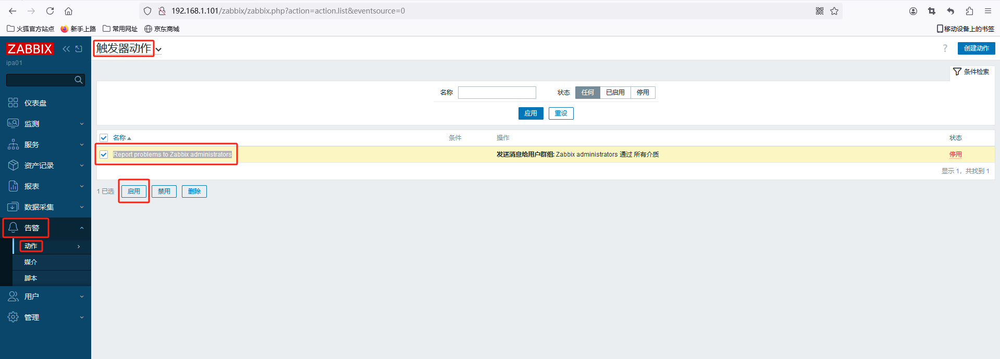 192.168.1.101/zabbix/zabbix.php?action=action.list&eventsource=0
火狐官方站点 新手上路 常用网址 京东商城 移动设备上的书签
ZABBIX
ipa01
仪表盘
监测
服务
资产记录
报表
数据采集
告警
动作
媒介
脚本
用户
管理
触发器动作
? 创建动作
条件检索
名称 状态 任何 已启用 停用
应用 重设
名称 条件 操作 状态
Report problems to Zabbix administrators 发送消息给用户群组: Zabbix administrators 通过 所有介质 停用
显示 1，共找到 1
1 已选 启用 禁用 删除